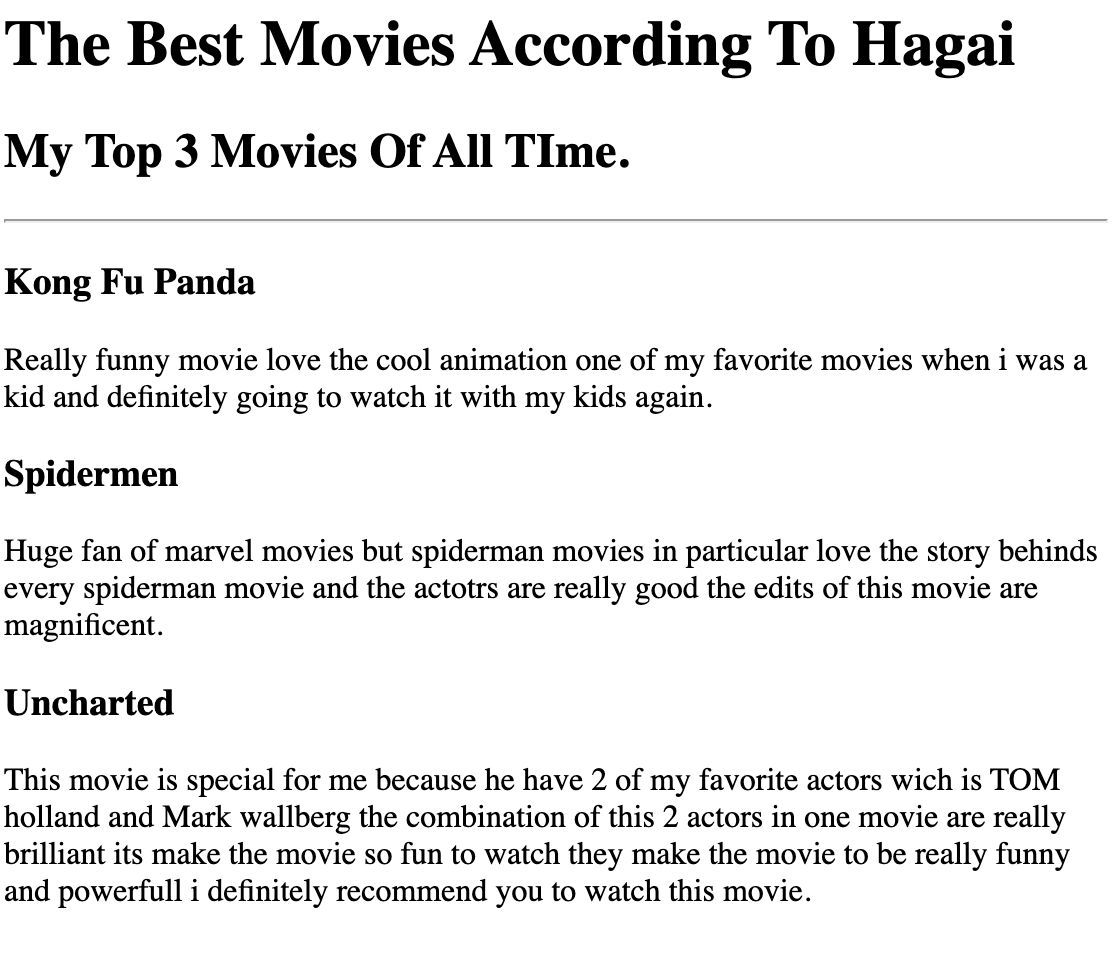 The Best Movies According To Hagai
My Top 3 Movies Of All TIme.
Kong Fu Panda
Really funny movie love the cool animation one of my favorite movies when i was a
kid and definitely going to watch it with my kids again.
Spidermen
Huge fan of marvel movies but spiderman movies in particular love the story behinds
every spiderman movie and the actotrs are really good the edits of this movie are
magnificent.
Uncharted
This movie is special for me because he have 2 of my favorite actors wich is TOM
holland and Mark wallberg the combination of this 2 actors in one movie are really
brilliant its make the movie so fun to watch they make the movie to be really funny
and powerfull i definitely recommend you to watch this movie.